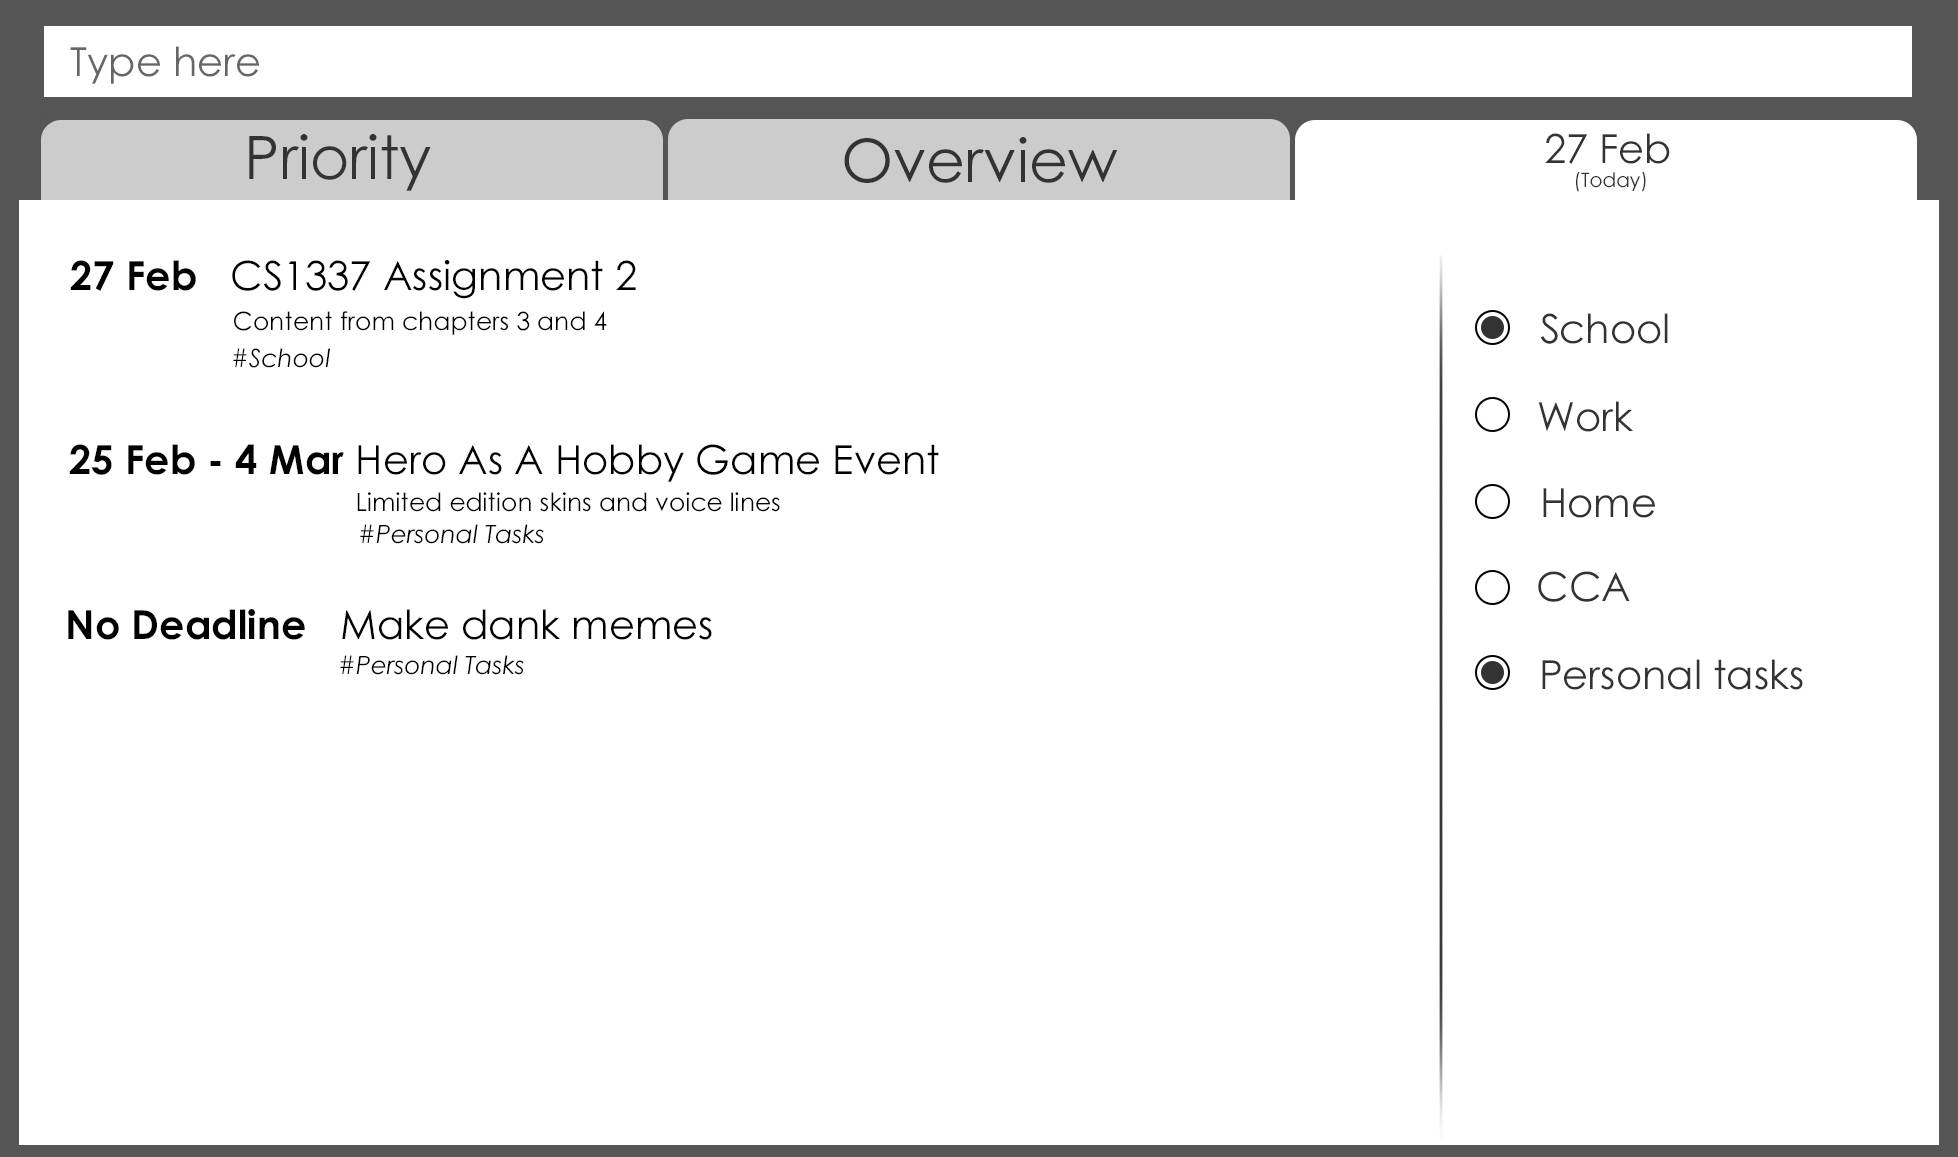 Type here
Priority
Overview
27 Feb
(Today)
27 Feb CS1337 Assignment 2
Content from chapters 3 and 4
#School
25 Feb - 4 Mar Hero As A Hobby Game Event
Limited edition skins and voice lines
#Personal Tasks
No Deadline Make dank memes
#Personal Tasks
School
Work
Home
CCA
Personal tasks